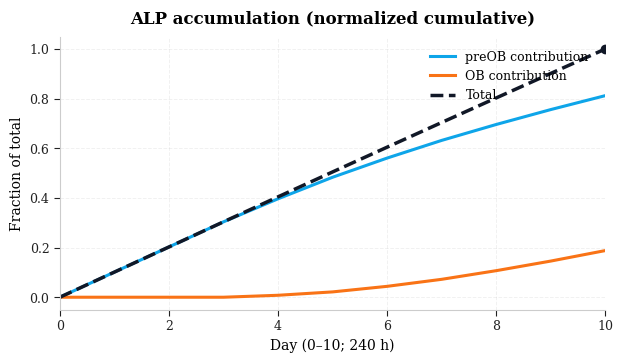 ALP accumulation (normalized cumulative)
Fraction of total
1.0
0.8
0.6
0.4
0.2
0.0
preOB contribution
OB contribution
Total
0 2 4 6 8 10
Day (0–10; 240 h)